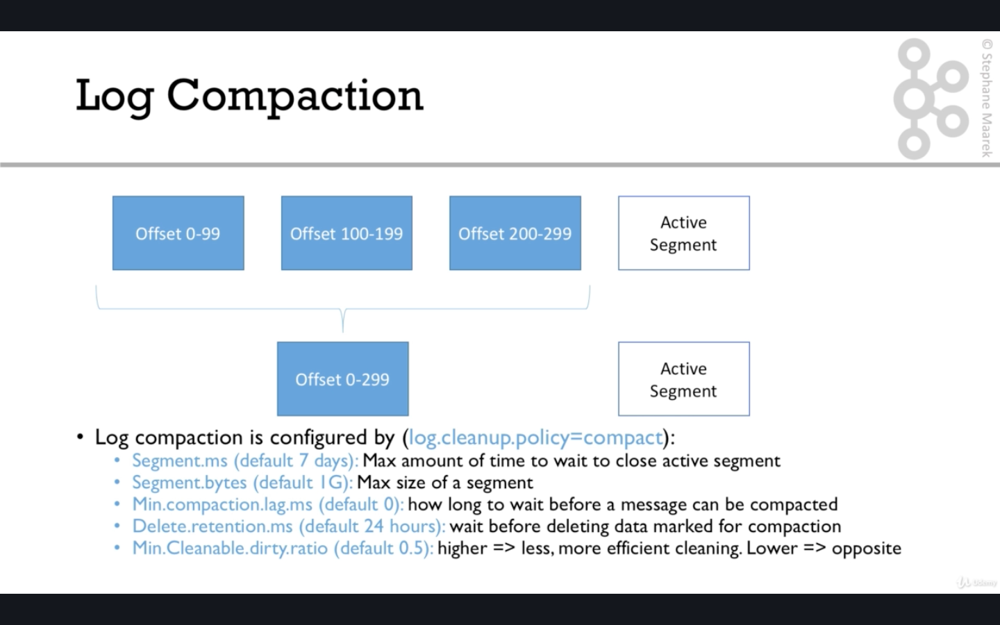 © Stephane Maarek
Log Compaction
Offset 0-99
Offset 100-199
Offset 200-299
Active
Segment
Offset 0-299
Active
Segment
• Log compaction is configured by (log.cleanup.policy=compact):
• Segment.ms (default 7 days): Max amount of time to wait to close active segment
• Segment.bytes (default 1G): Max size of a segment
• Min.compaction.lag.ms (default 0): how long to wait before a message can be compacted
• Delete.retention.ms (default 24 hours): wait before deleting data marked for compaction
• Min.Cleanable.dirty.ratio (default 0.5): higher => less, more efficient cleaning. Lower => opposite
Udemy